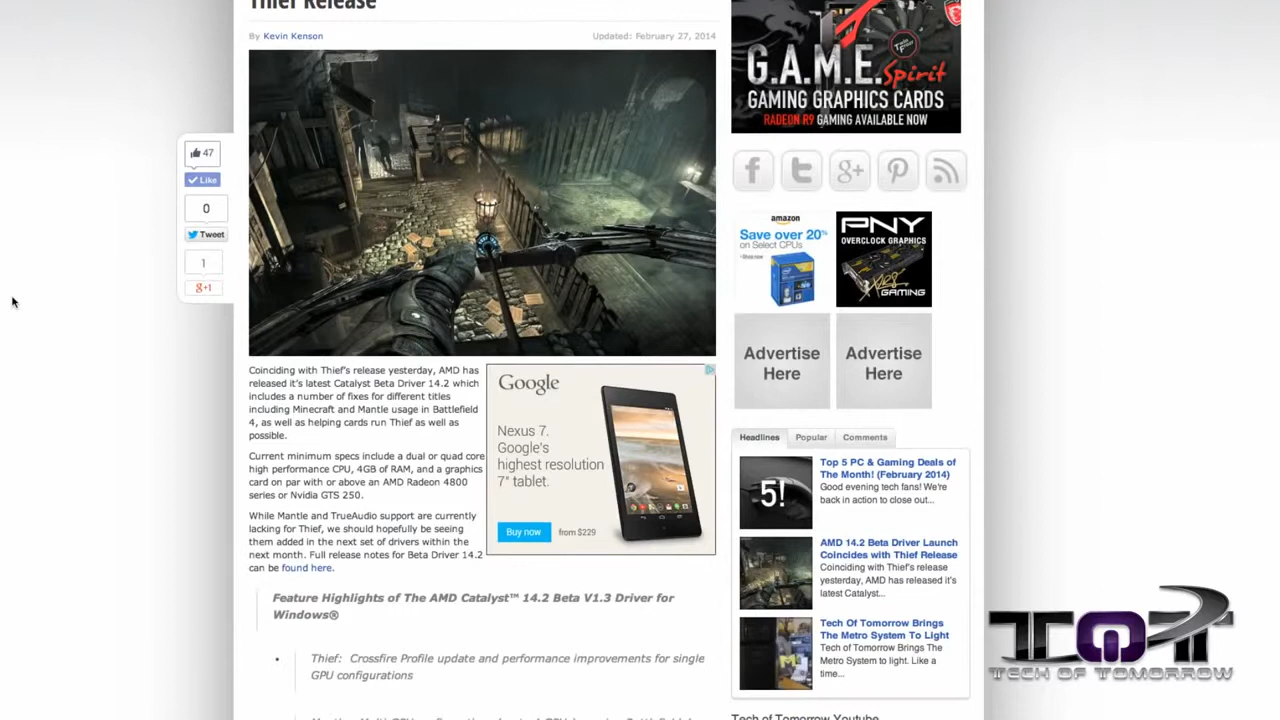 Thief Release
By Kevin Kenson
Updated: February 27, 2014
47
Like
0
Tweet
1
g+1
Coinciding with Thief's release yesterday, AMD has
released it's latest Catalyst Beta Driver 14.2 which
includes a number of fixes for different titles
including Minecraft and Mantle usage in Battlefield
4, as well as helping cards run Thief as well as
possible.
Current minimum specs include a dual or quad core
high performance CPU, 4GB of RAM, and a graphics
card on par with or above an AMD Radeon 4800
series or Nvidia GTS 250.
While Mantle and TrueAudio support are currently
lacking for Thief, we should hopefully be seeing
them added in the next set of drivers within the
next month. Full release notes for Beta Driver 14.2
can be found here.
Google
Nexus 7.
Google's
highest resolution
7" tablet.
Buy now from $229
Feature Highlights of The AMD Catalyst™ 14.2 Beta V1.3 Driver for
Windows®
• Thief: Crossfire Profile update and performance improvements for single
GPU configurations
G.A.M.E. Spirit
GAMING GRAPHICS CARDS
RADEON R9 GAMING AVAILABLE NOW
f t g+
amazon
Save over 20%
on Select CPUs
Shop now
PNY
OVERCLOCK GRAPHICS
XLR8
GAMING
Advertise
Here
Advertise
Here
Headlines Popular Comments
5!
Top 5 PC & Gaming Deals of
The Month! (February 2014)
Good evening tech fans! We're
back in action to close out...
AMD 14.2 Beta Driver Launch
Coincides with Thief Release
Coinciding with Thief's release
yesterday, AMD has released it's
latest Catalyst...
Tech Of Tomorrow Brings
The Metro System To Light
Tech of Tomorrow Brings The
Metro System to light. Like a
time...
Tech of Tomorrow Youtube
TOT
TECH OF TOMORROW